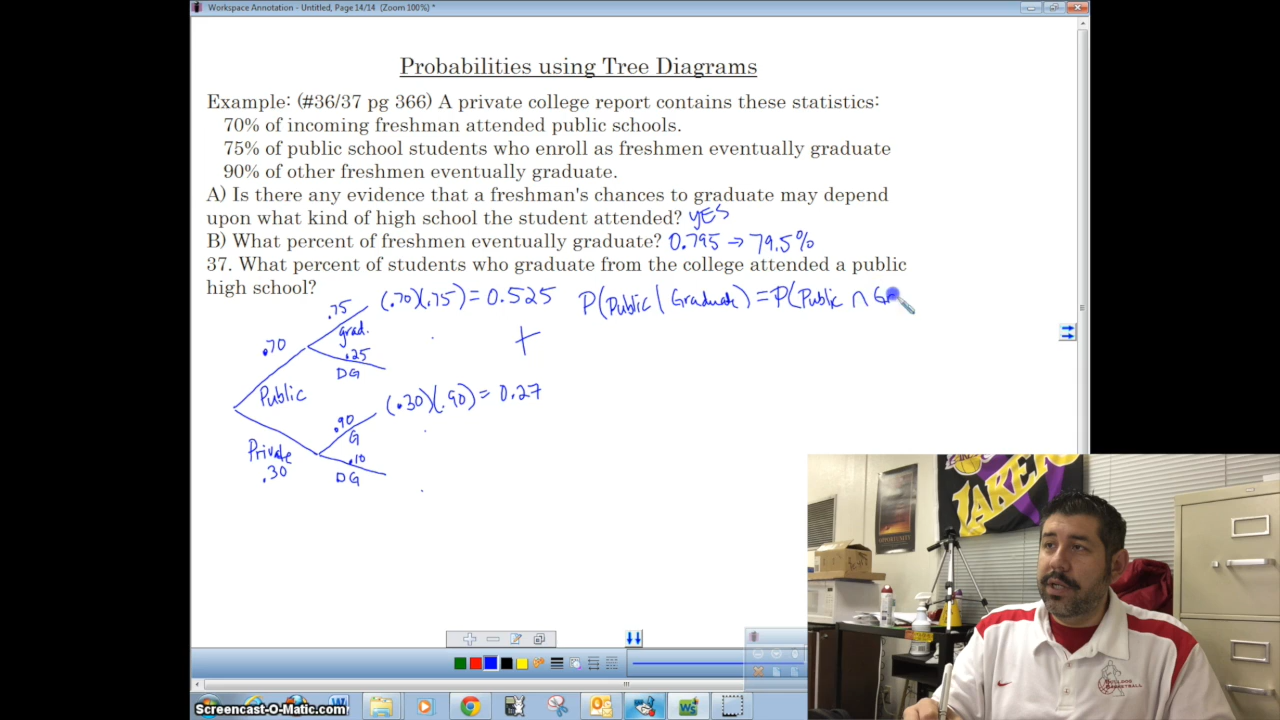 Workspace Annotation - Untitled, Page 14/14 (Zoom 100%) *
Probabilities using Tree Diagrams
Example: (#36/37 pg 366) A private college report contains these statistics:
70% of incoming freshman attended public schools.
75% of public school students who enroll as freshmen eventually graduate
90% of other freshmen eventually graduate.
A) Is there any evidence that a freshman's chances to graduate may depend
upon what kind of high school the student attended? YES
B) What percent of freshmen eventually graduate? 0.795 → 79.5%
37. What percent of students who graduate from the college attended a public
high school?
.75 (.70)(.75) = 0.525 P(Public | Graduate) = P(Public ∩ Gr
grad.
.70
.25
+
DG
Public
(.30)(.90) = 0.27
.90
G
Private
.10
.30
DG
LAKERS
OPPORTUNITY
BASKETBALL
Screencast-O-Matic.com